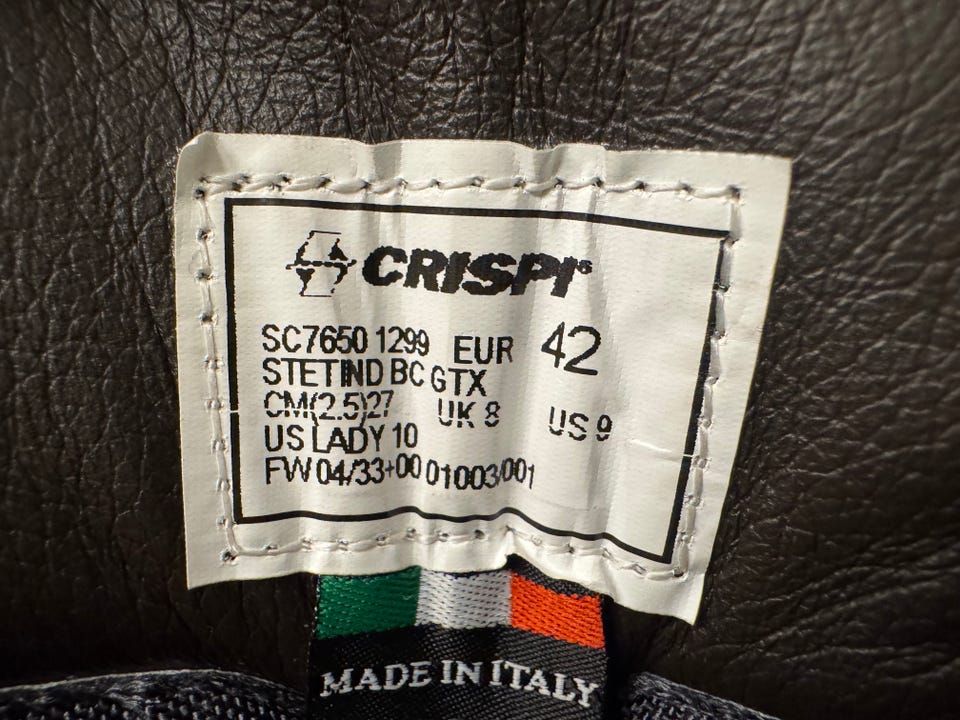 CRISPI®
SC7650 1299 EUR 42
STETIND BC GTX
CM(2.5)27 UK 8 US 9
US LADY 10
FW 04/33+00 01003/001
MADE IN ITALY